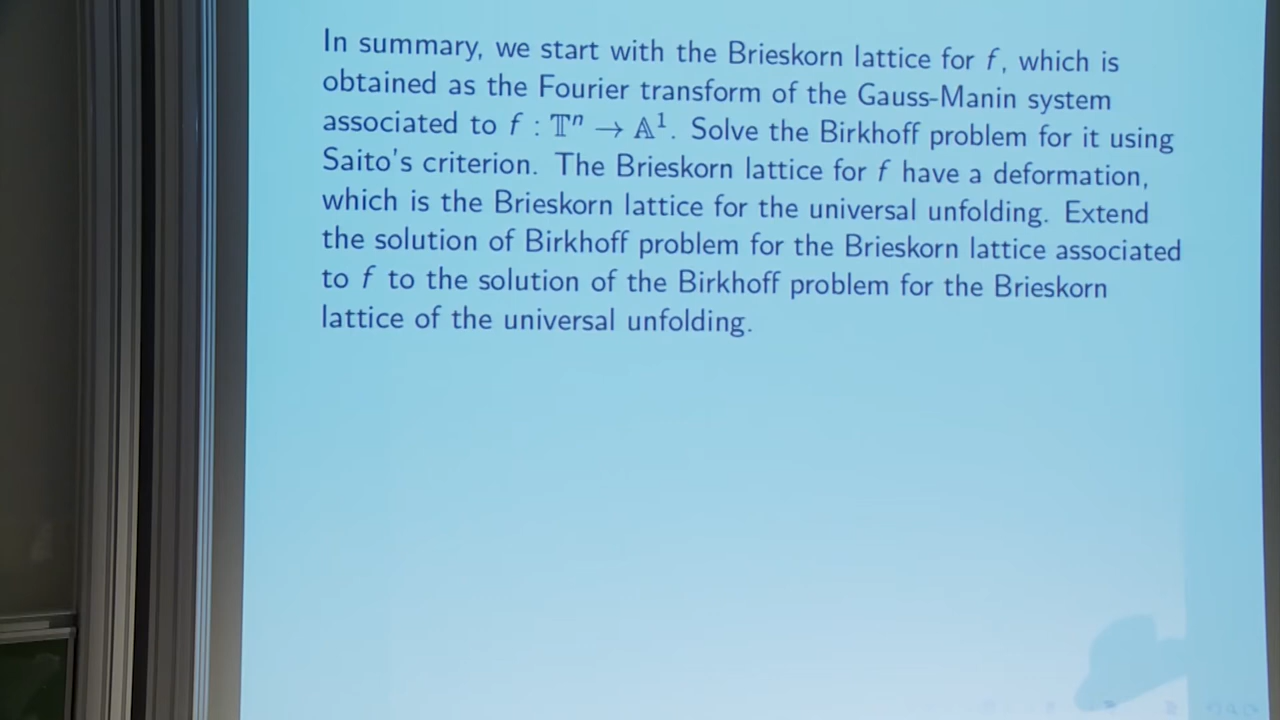 In summary, we start with the Brieskorn lattice for f, which is
obtained as the Fourier transform of the Gauss-Manin system
associated to f : 𝕋ⁿ → 𝔸¹. Solve the Birkhoff problem for it using
Saito's criterion. The Brieskorn lattice for f have a deformation,
which is the Brieskorn lattice for the universal unfolding. Extend
the solution of Birkhoff problem for the Brieskorn lattice associated
to f to the solution of the Birkhoff problem for the Brieskorn
lattice of the universal unfolding.